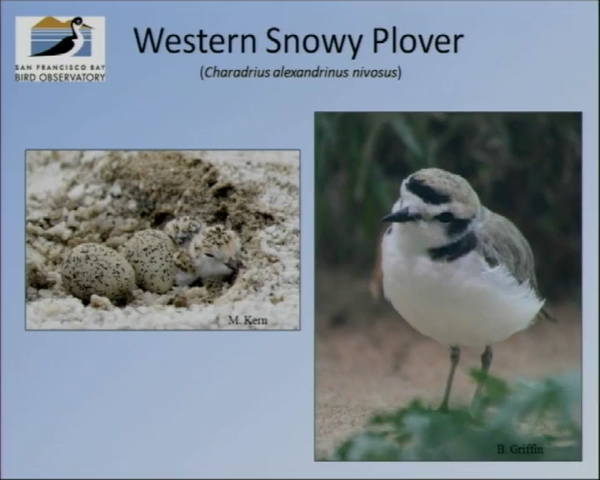 Western Snowy Plover
(Charadrius alexandrinus nivosus)
SAN FRANCISCO BAY
BIRD OBSERVATORY
M. Kern
B. Griffin